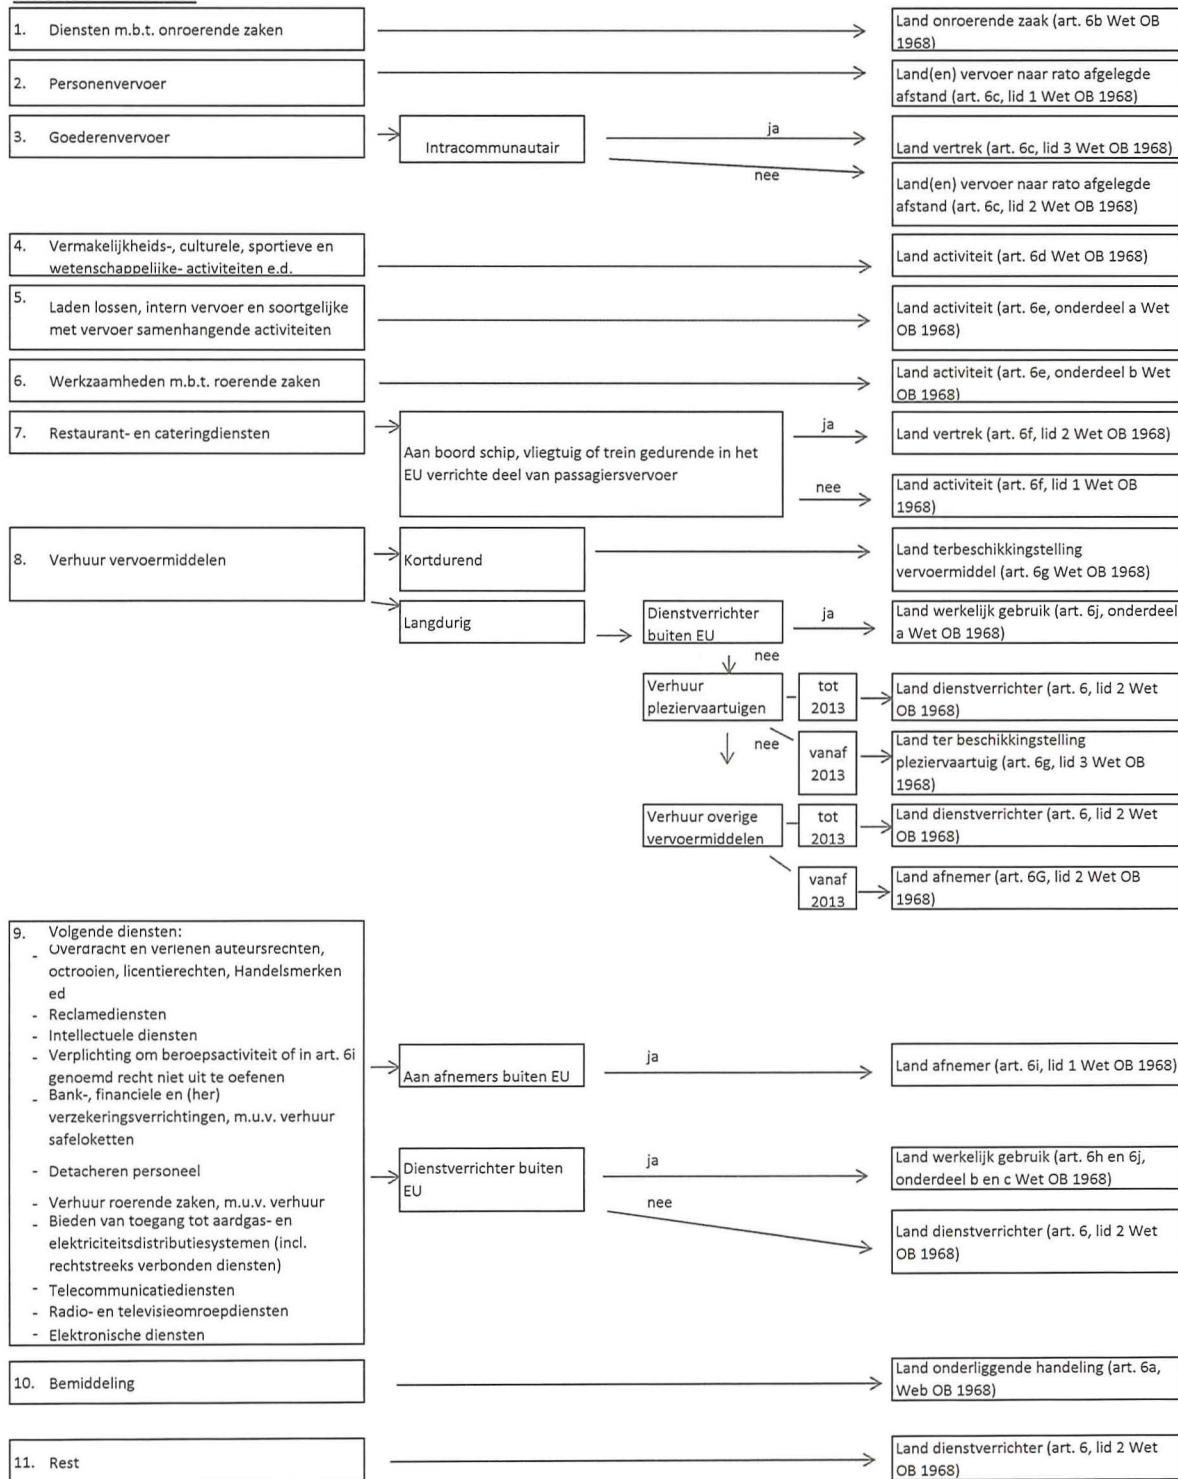 1. Diensten m.b.t. onroerende zaken
Land onroerende zaak (art. 6b Wet OB
1968)
2. Personenvervoer
Land(en) vervoer naar rato afgelegde
afstand (art. 6c, lid 1 Wet OB 1968)
3. Goederenvervoer
Intracommunautair
ja
Land vertrek (art. 6c, lid 3 Wet OB 1968)
nee
Land(en) vervoer naar rato afgelegde
afstand (art. 6c, lid 2 Wet OB 1968)
4. Vermakelijkheids-, culturele, sportieve en
wetenschappelijke- activiteiten e.d.
Land activiteit (art. 6d Wet OB 1968)
5. Laden lossen, intern vervoer en soortgelijke
met vervoer samenhangende activiteiten
Land activiteit (art. 6e, onderdeel a Wet
OB 1968)
6. Werkzaamheden m.b.t. roerende zaken
Land activiteit (art. 6e, onderdeel b Wet
OB 1968)
7. Restaurant- en cateringdiensten
Aan boord schip, vliegtuig of trein gedurende in het
EU verrichte deel van passagiersvervoer
ja
Land vertrek (art. 6f, lid 2 Wet OB 1968)
nee
Land activiteit (art. 6f, lid 1 Wet OB
1968)
8. Verhuur vervoermiddelen
Kortdurend
Land terbeschikkingstelling
vervoermiddel (art. 6g Wet OB 1968)
Langdurig
Dienstverrichter
buiten EU
ja
Land werkelijk gebruik (art. 6j, onderdeel
a Wet OB 1968)
nee
Verhuur
pleziervaartuigen
tot
2013
Land dienstverrichter (art. 6, lid 2 Wet
OB 1968)
nee
vanaf
2013
Land ter beschikkingstelling
pleziervaartuig (art. 6g, lid 3 Wet OB
1968)
Verhuur overige
vervoermiddelen
tot
2013
Land dienstverrichter (art. 6, lid 2 Wet
OB 1968)
vanaf
2013
Land afnemer (art. 6G, lid 2 Wet OB
1968)
9. Volgende diensten:
- Overdracht en verlenen auteursrechten,
octrooien, licentierechten, Handelsmerken
ed
- Reclamediensten
- Intellectuele diensten
- Verplichting om beroepsactiviteit of in art. 6i
genoemd recht niet uit te oefenen
- Bank-, financiele en (her)
verzekeringsverrichtingen, m.u.v. verhuur
safeloketten
- Detacheren personeel
- Verhuur roerende zaken, m.u.v. verhuur
- Bieden van toegang tot aardgas- en
elektriciteitsdistributiesystemen (incl.
rechtstreeks verbonden diensten)
- Telecommunicatiediensten
- Radio- en televisieomroepdiensten
- Elektronische diensten
Aan afnemers buiten EU
ja
Land afnemer (art. 6i, lid 1 Wet OB 1968)
Dienstverrichter buiten
EU
ja
Land werkelijk gebruik (art. 6h en 6j,
onderdeel b en c Wet OB 1968)
nee
Land dienstverrichter (art. 6, lid 2 Wet
OB 1968)
10. Bemiddeling
Land onderliggende handeling (art. 6a,
Web OB 1968)
11. Rest
Land dienstverrichter (art. 6, lid 2 Wet
OB 1968)